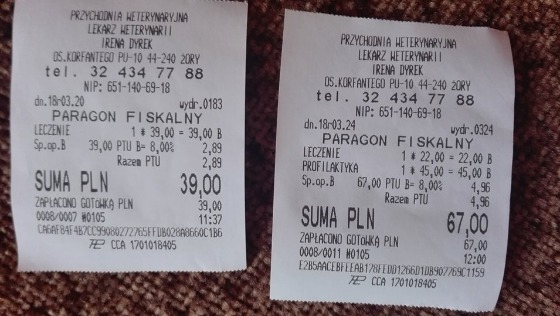 PRZYCHODNIA WETERYNARYJNA
LEKARZ WETERYNARII
IRENA DYREK
OS.KORFANTEGO PU-10 44-240 ŻORY
tel. 32 434 77 88
NIP: 651-140-69-18
dn.18r03.20 wydr.0183
PARAGON FISKALNY
LECZENIE 1 * 39,00 = 39,00 B
Sp.op.B 39,00 PTU B= 8,00% 2,89
Razem PTU 2,89
SUMA PLN 39,00
ZAPŁACONO GOTÓWKĄ PLN 39,00
0008/0007 #0105 11:37
CCA 1701018405
PRZYCHODNIA WETERYNARYJNA
LEKARZ WETERYNARII
IRENA DYREK
OS.KORFANTEGO PU-10 44-240 ŻORY
tel. 32 434 77 88
NIP: 651-140-69-18
dn.18r03.24 wydr.0324
PARAGON FISKALNY
LECZENIE 1 * 22,00 = 22,00 B
PROFILAKTYKA 1 * 45,00 = 45,00 B
Sp.op.B 67,00 PTU B= 8,00% 4,96
Razem PTU 4,96
SUMA PLN 67,00
ZAPŁACONO GOTÓWKĄ PLN 67,00
0008/0011 #0105 12:00
CCA 1701018405